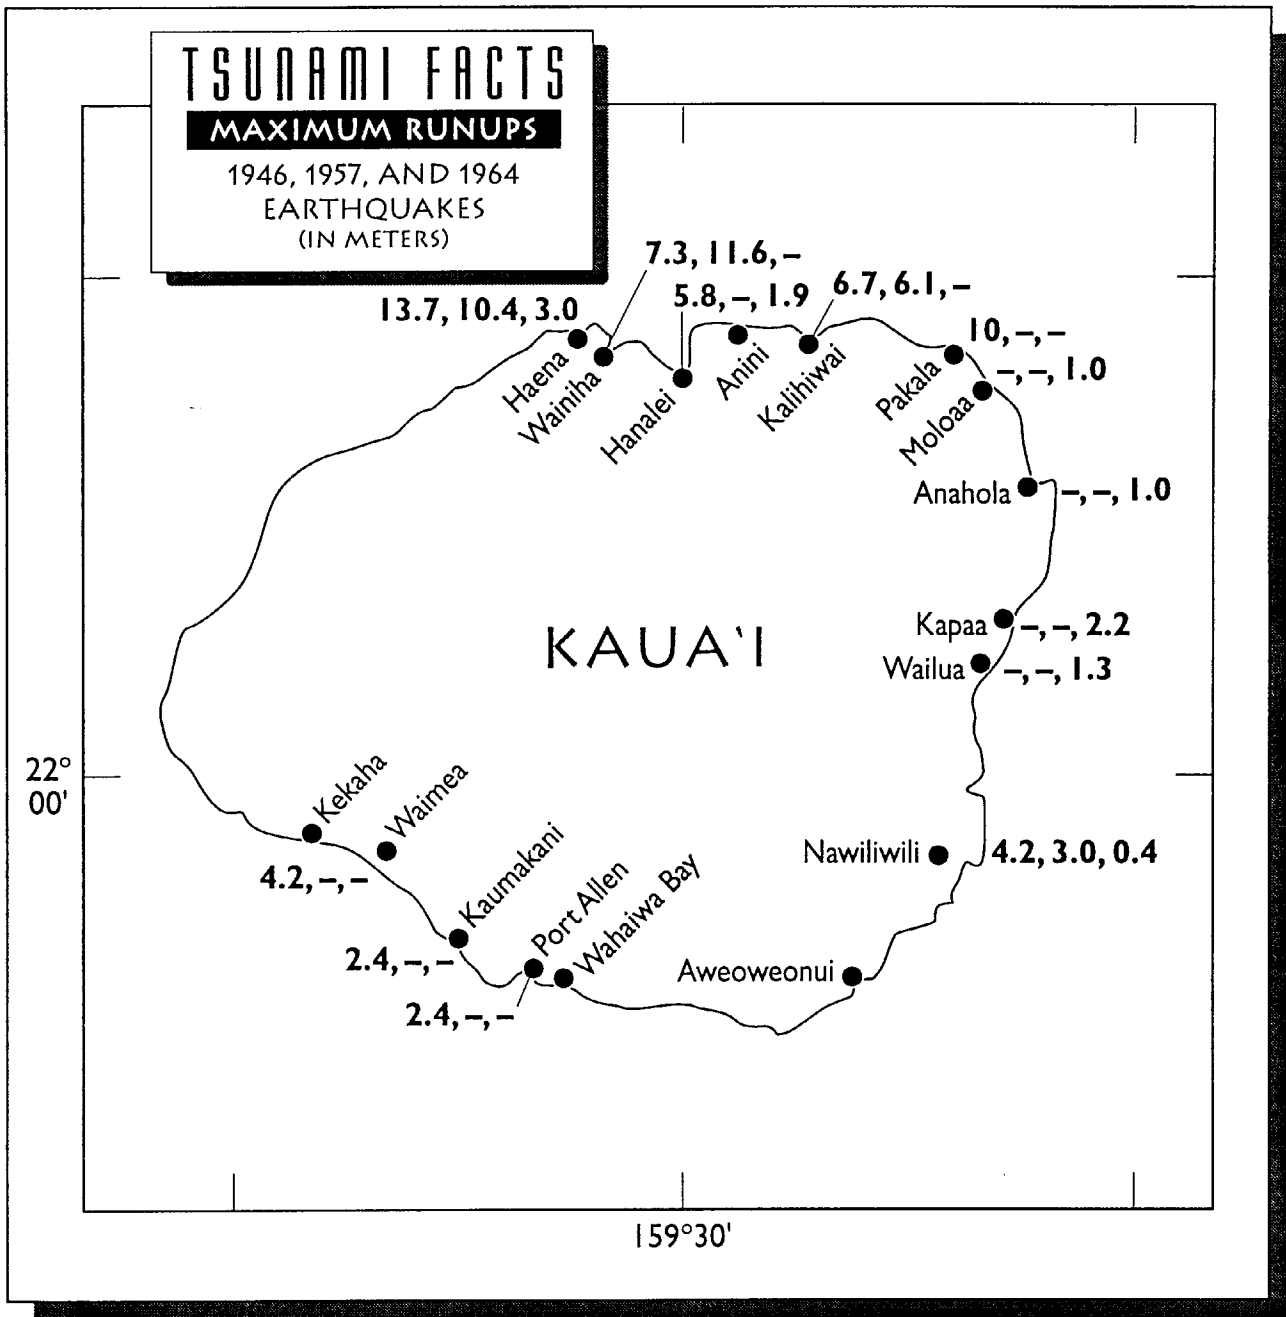 TSUNAMI FACTS
MAXIMUM RUNUPS
1946, 1957, AND 1964
EARTHQUAKES
(IN METERS)
7.3, 11.6, –
5.8, –, 1.9
6.7, 6.1, –
13.7, 10.4, 3.0
10, –, –
–, –, 1.0
Haena
Wainiha
Hanalei
Anini
Kalihiwai
Pakala
Moloaa
Anahola
–, –, 1.0
Kapaa
–, –, 2.2
KAUA'I
Wailua
–, –, 1.3
22°
00'
Kekaha
Waimea
Kaumakani
Port Allen
Wahaiwa Bay
Nawiliwili
4.2, 3.0, 0.4
4.2, –, –
2.4, –, –
2.4, –, –
Aweoweonui
159°30'